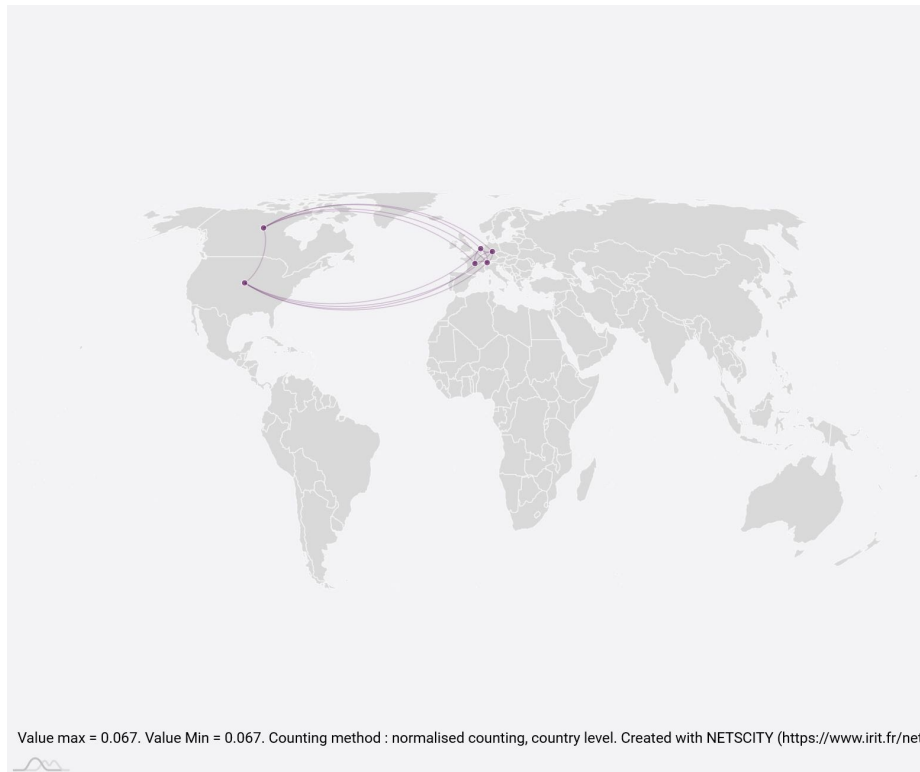 Value max = 0.067. Value Min = 0.067. Counting method : normalised counting, country level. Created with NETSCITY (https://www.irit.fr/net